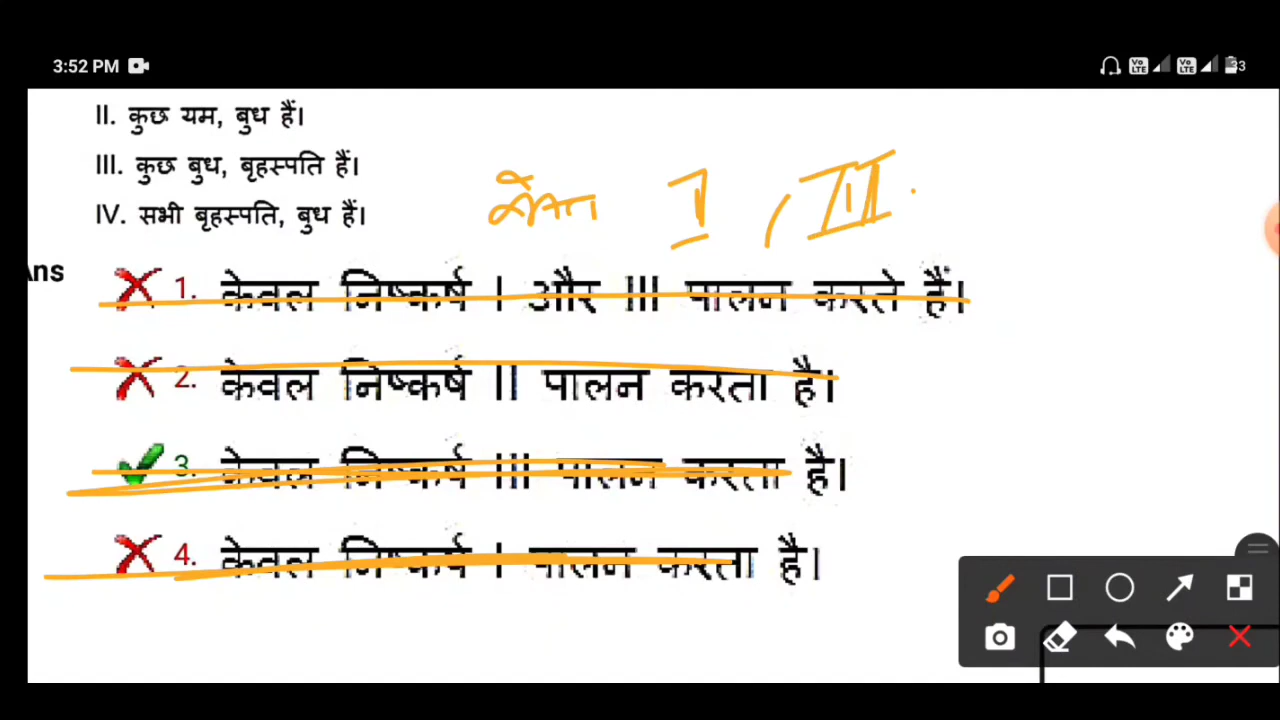 3:52 PM
33
II. कुछ यम, बुध हैं।
III. कुछ बुध, बृहस्पति हैं।
IV. सभी बृहस्पति, बुध हैं।
I, III
Ans
1. केवल निष्कर्ष I और III पालन करते हैं।
2. केवल निष्कर्ष II पालन करता है।
3. केवल निष्कर्ष III पालन करता है।
4. केवल निष्कर्ष I पालन करता है।